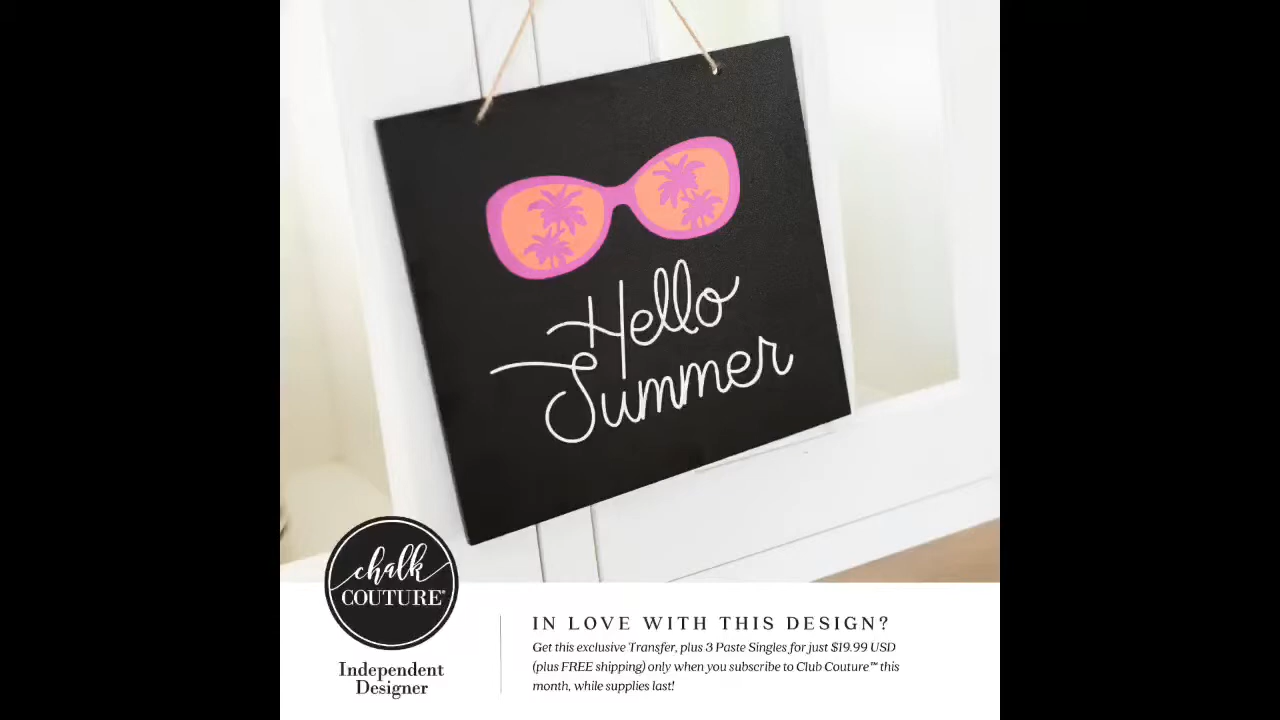 Hello
Summer
chalk
COUTURE®
Independent
Designer
IN LOVE WITH THIS DESIGN?
Get this exclusive Transfer, plus 3 Paste Singles for just $19.99 USD
(plus FREE shipping) only when you subscribe to Club Couture™ this
month, while supplies last!